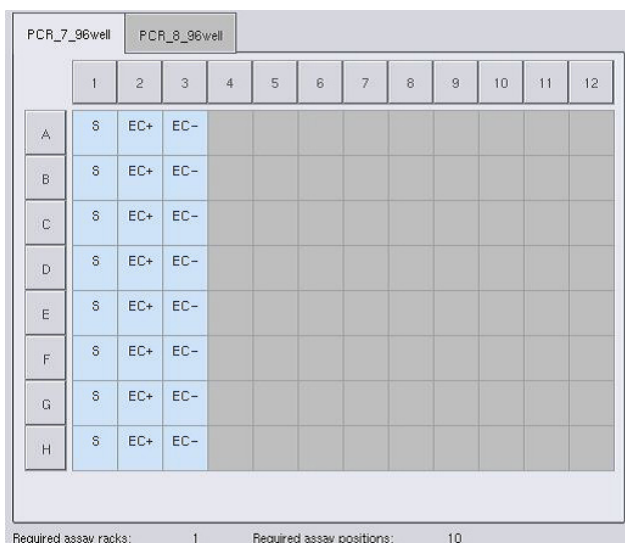 PCR_7_96well PCR_8_96well
1 2 3 4 5 6 7 8 9 10 11 12
A S EC+ EC-
B S EC+ EC-
C S EC+ EC-
D S EC+ EC-
E S EC+ EC-
F S EC+ EC-
G S EC+ EC-
H S EC+ EC-
Required assay racks: 1 Required assay positions: 10